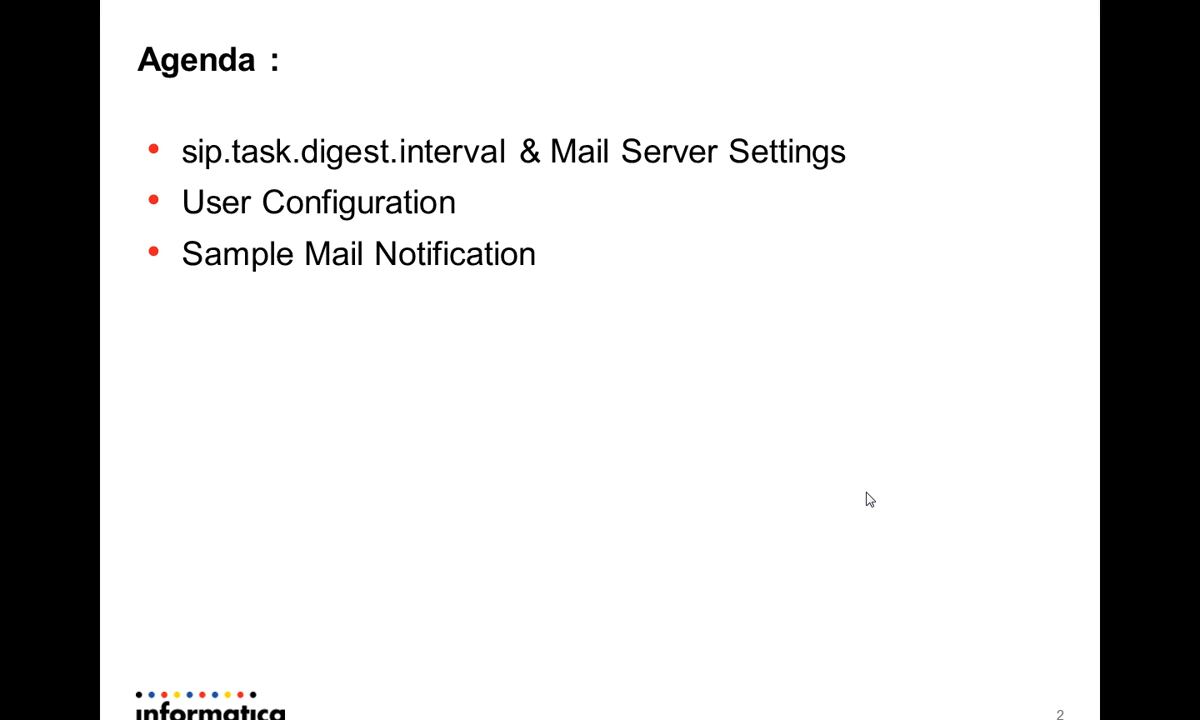 Agenda :
• sip.task.digest.interval & Mail Server Settings
• User Configuration
• Sample Mail Notification
informatica
2